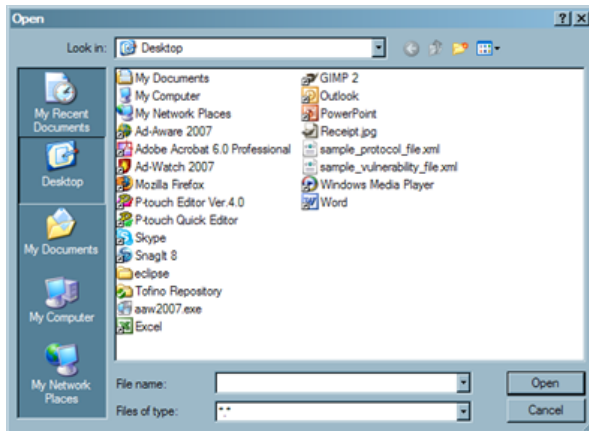 Open
Look in: Desktop
My Recent
Documents
Desktop
My Documents
My Computer
My Network
Places
My Documents
My Computer
My Network Places
Ad-Aware 2007
Adobe Acrobat 6.0 Professional
Ad-Watch 2007
Mozilla Firefox
P-touch Editor Ver.4.0
P-touch Quick Editor
Skype
SnagIt 8
eclipse
Tofino Repository
aaw2007.exe
Excel
GIMP 2
Outlook
PowerPoint
Receipt.jpg
sample_protocol_file.xml
sample_vulnerability_file.xml
Windows Media Player
Word
File name:
Open
Files of type: *.*
Cancel